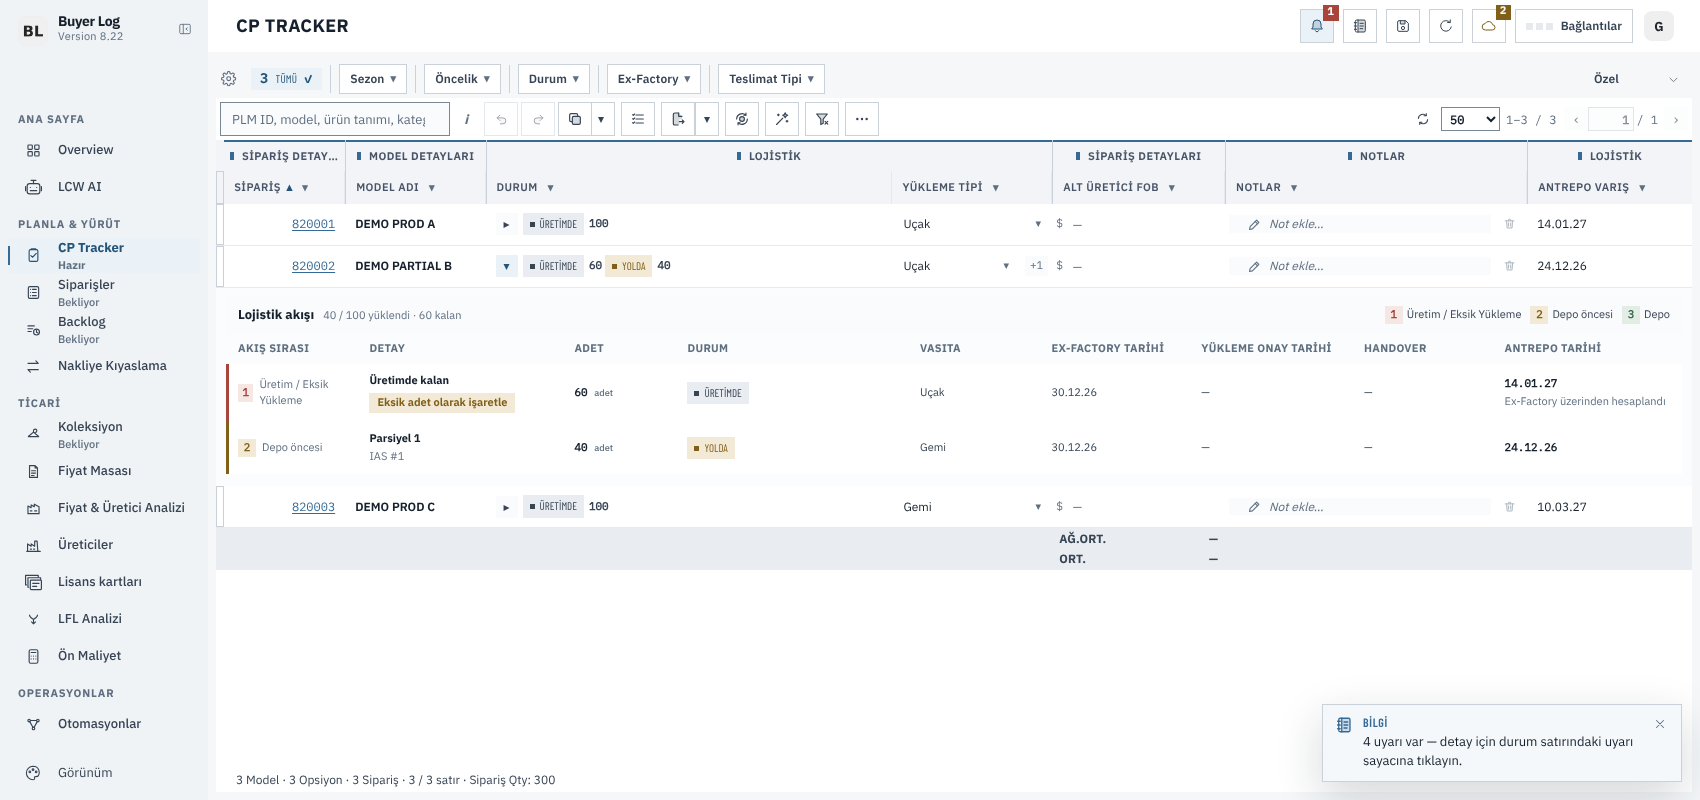 BL
Buyer Log
Version 8.22
CP TRACKER
1
2
Bağlantılar
G
3 TÜMÜ
Sezon ▼
Öncelik ▼
Durum ▼
Ex-Factory ▼
Teslimat Tipi ▼
Özel
PLM ID, model, ürün tanımı, kateg
i
50
1–3 / 3
‹ 1 / 1 ›
SİPARİŞ DETAY…
MODEL DETAYLARI
LOJİSTİK
SİPARİŞ DETAYLARI
NOTLAR
LOJİSTİK
SİPARİŞ ▲ ▼
MODEL ADI ▼
DURUM ▼
YÜKLEME TİPİ ▼
ALT ÜRETİCİ FOB ▼
NOTLAR ▼
ANTREPO VARIŞ ▼
820001 DEMO PROD A ▶ ÜRETİMDE 100 Uçak ▼ $ — Not ekle… 14.01.27
820002 DEMO PARTIAL B ▼ ÜRETİMDE 60 YOLDA 40 Uçak ▼ +1 $ — Not ekle… 24.12.26
Lojistik akışı 40 / 100 yüklendi · 60 kalan
1 Üretim / Eksik Yükleme 2 Depo öncesi 3 Depo
AKIŞ SIRASI DETAY ADET DURUM VASITA EX-FACTORY TARİHİ YÜKLEME ONAY TARİHİ HANDOVER ANTREPO TARİHİ
1 Üretim / Eksik
Yükleme
Üretimde kalan
Eksik adet olarak işaretle
60 adet
ÜRETİMDE
Uçak
30.12.26
—
—
14.01.27
Ex-Factory üzerinden hesaplandı
2 Depo öncesi
Parsiyel 1
IAS #1
40 adet
YOLDA
Gemi
30.12.26
—
—
24.12.26
820003 DEMO PROD C ▶ ÜRETİMDE 100 Gemi ▼ $ — Not ekle… 10.03.27
AĞ.ORT. —
ORT. —
3 Model · 3 Opsiyon · 3 Sipariş · 3 / 3 satır · Sipariş Qty: 300
BİLGİ
4 uyarı var — detay için durum satırındaki uyarı
sayacına tıklayın.
ANA SAYFA
Overview
LCW AI
PLANLA & YÜRÜT
CP Tracker
Hazır
Siparişler
Bekliyor
Backlog
Bekliyor
Nakliye Kıyaslama
TİCARİ
Koleksiyon
Bekliyor
Fiyat Masası
Fiyat & Üretici Analizi
Üreticiler
Lisans kartları
LFL Analizi
Ön Maliyet
OPERASYONLAR
Otomasyonlar
Görünüm